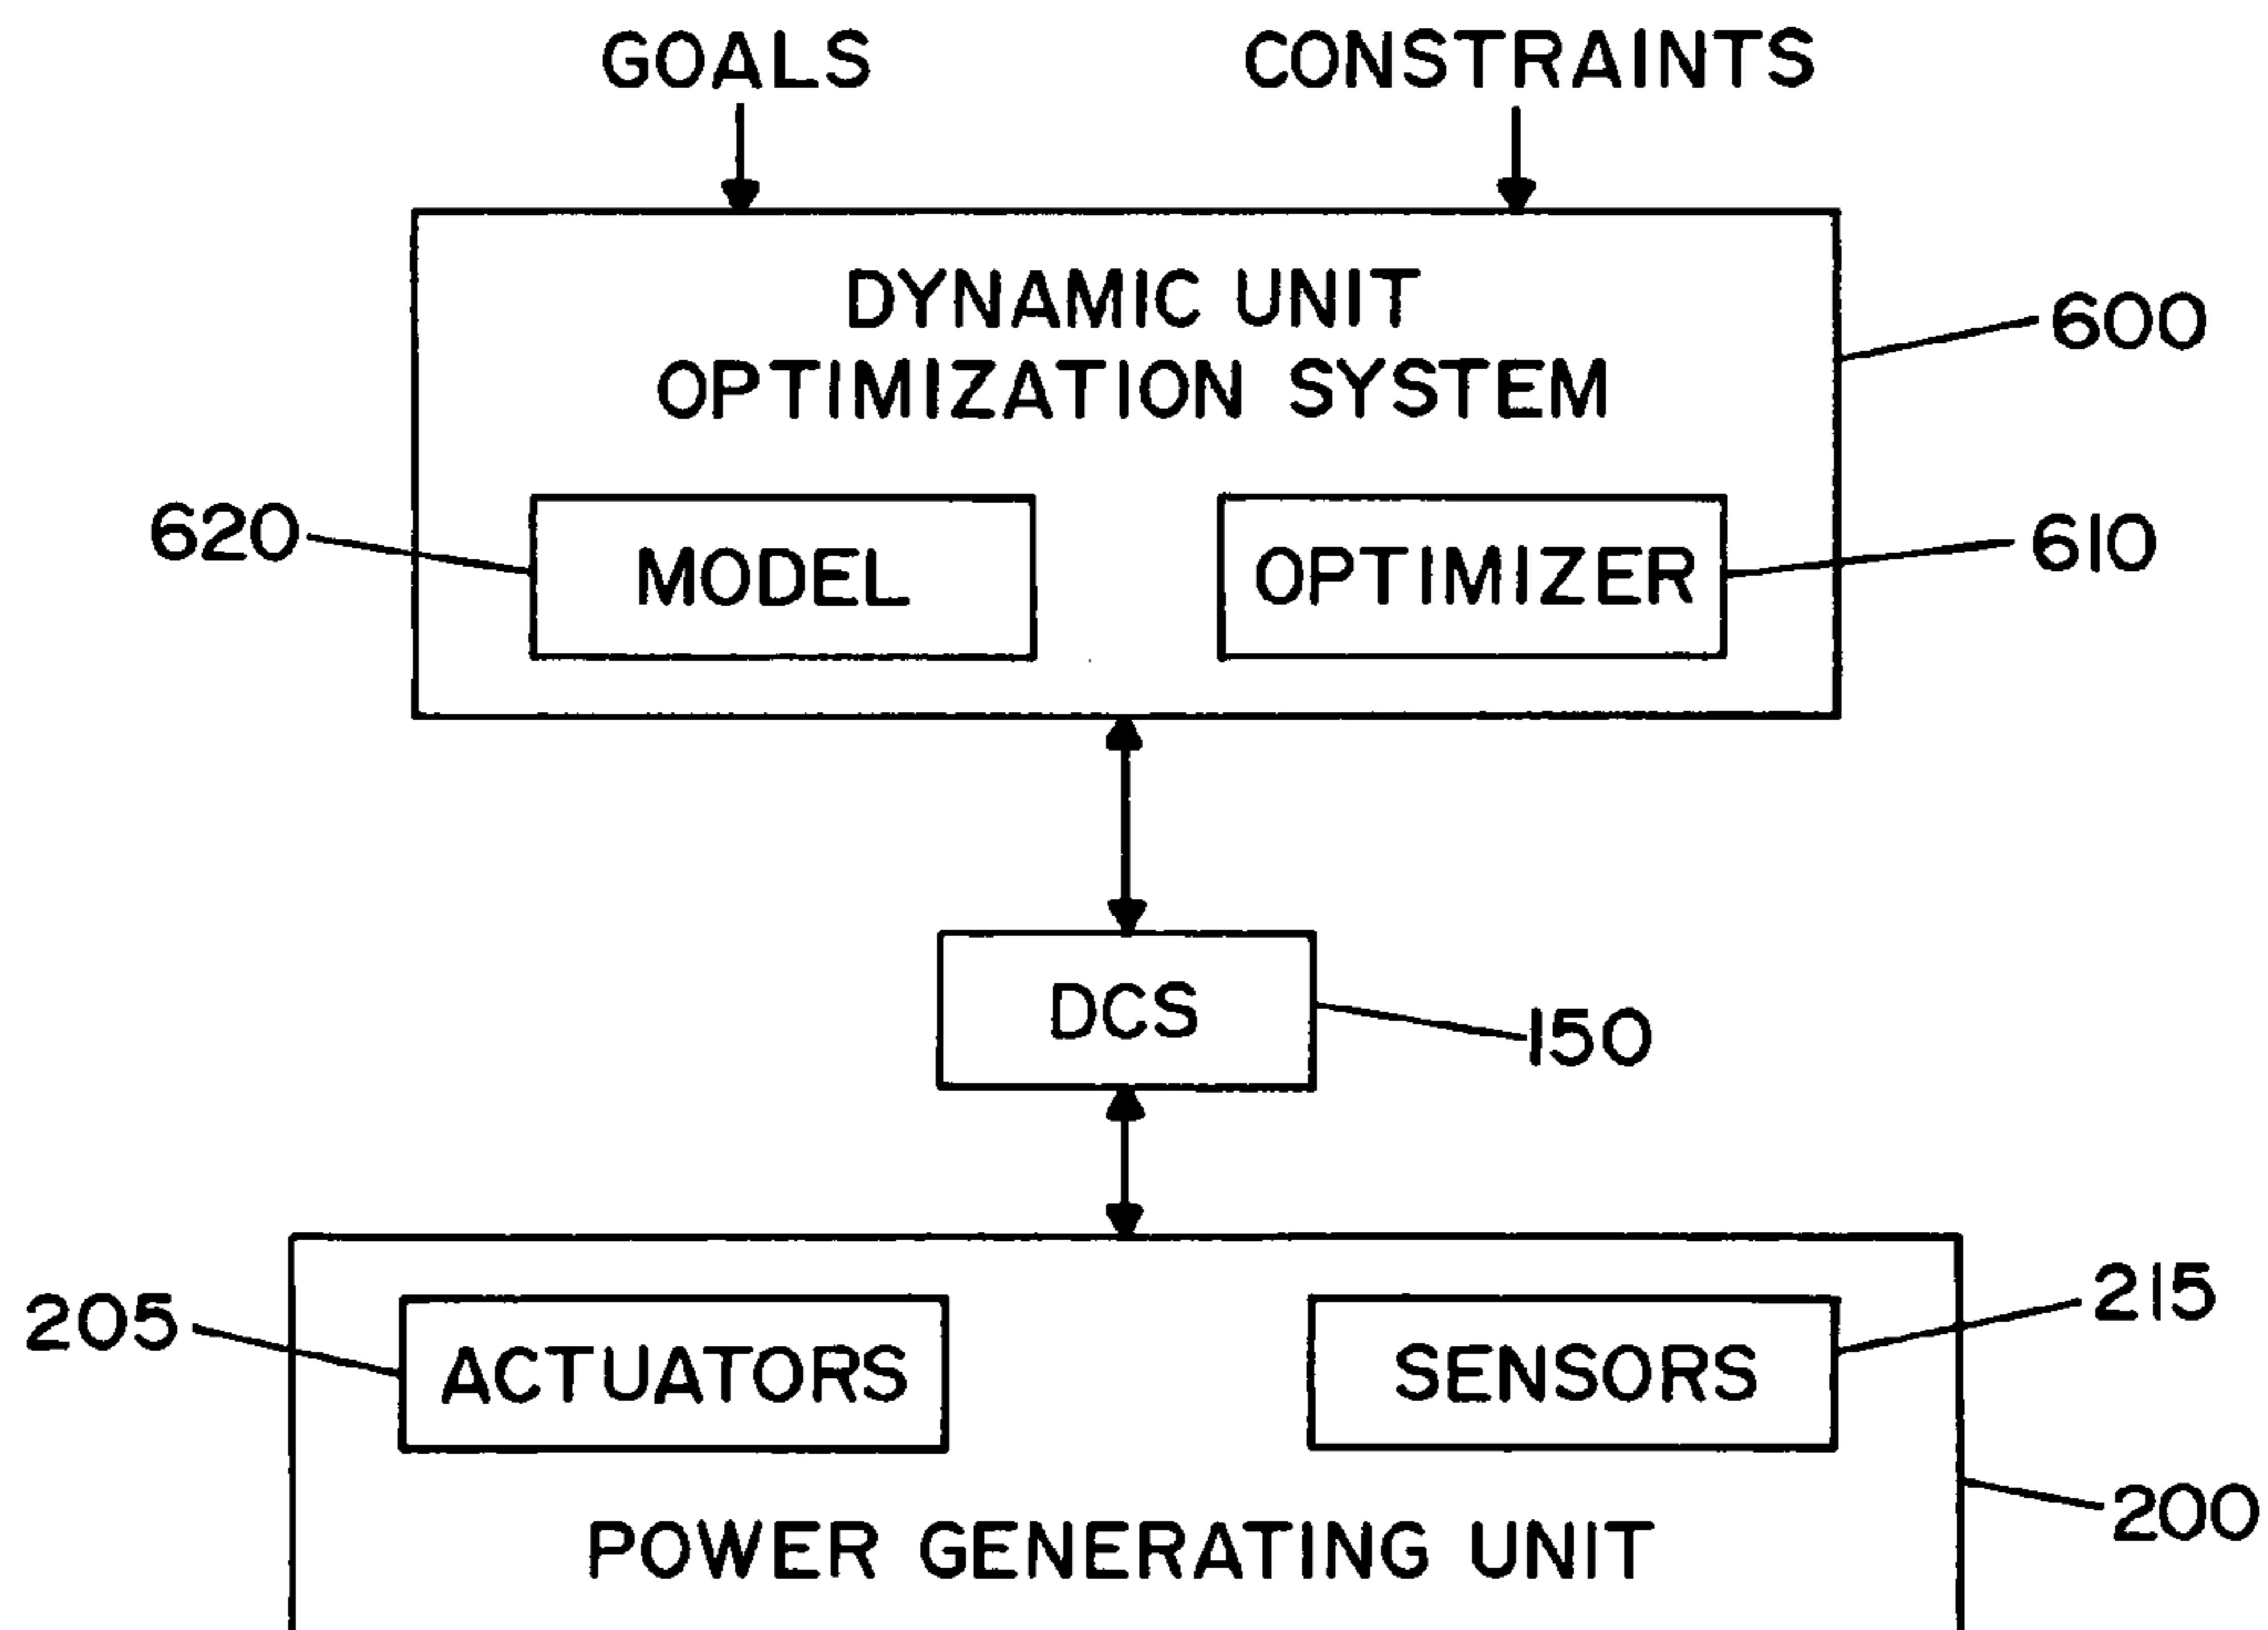 GOALS CONSTRAINTS
DYNAMIC UNIT
OPTIMIZATION SYSTEM
600
620
MODEL
OPTIMIZER
610
DCS
150
205
ACTUATORS
SENSORS
215
POWER GENERATING UNIT
200